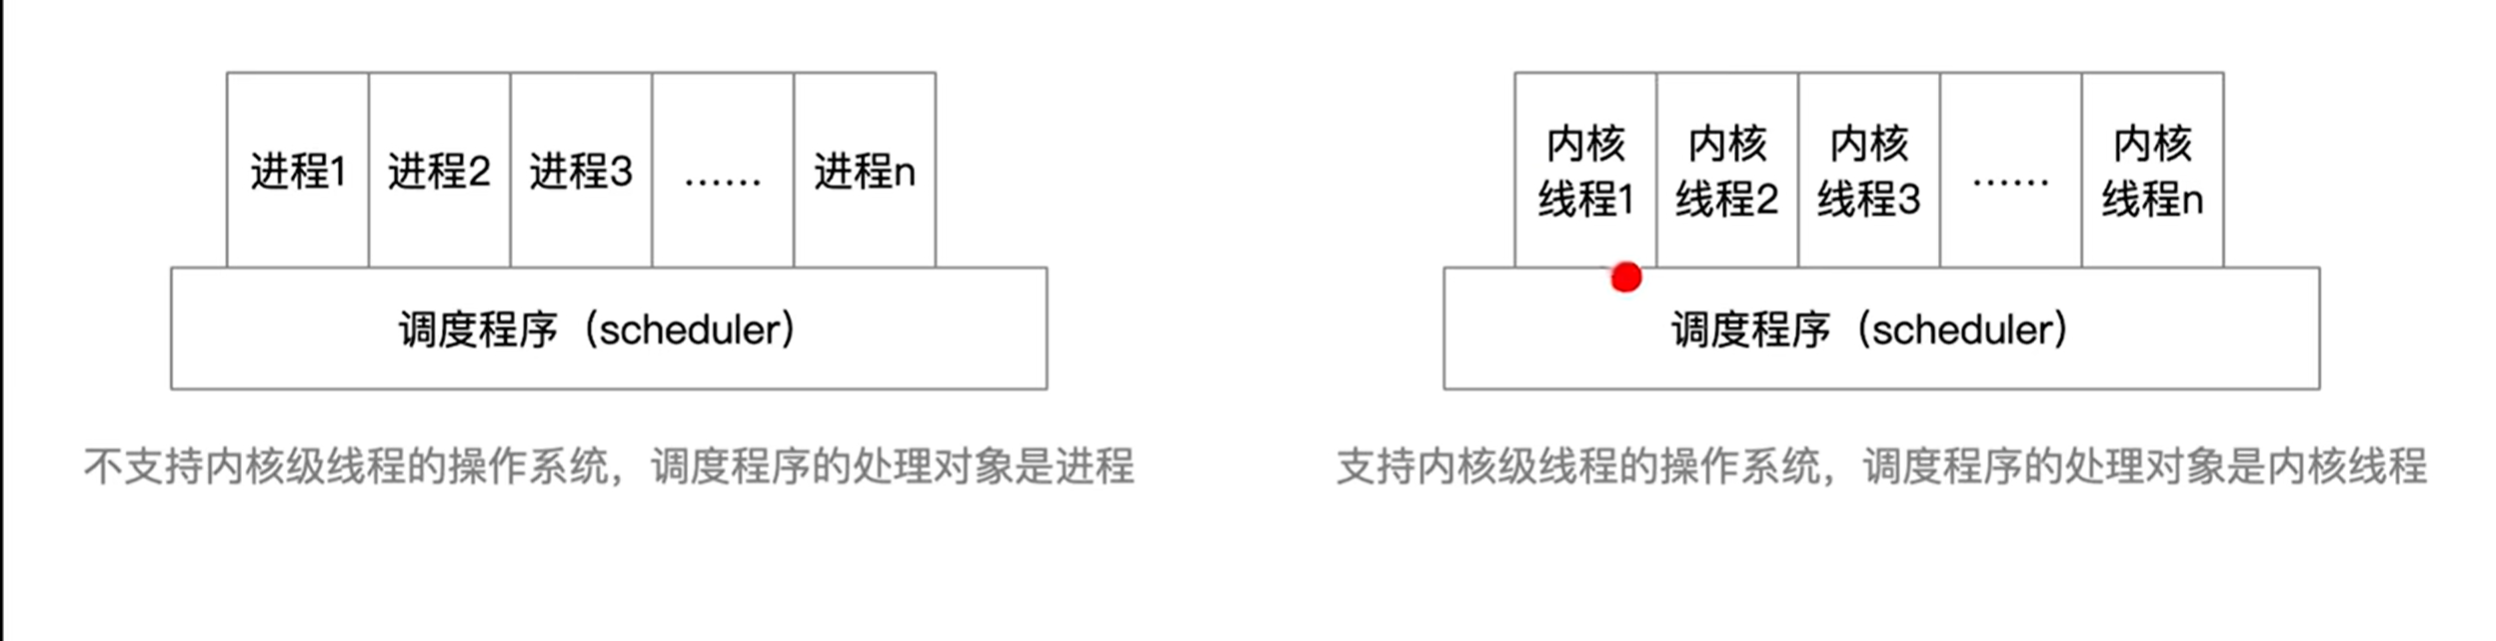 进程1
进程2
进程3
······
进程n
调度程序（scheduler）
不支持内核级线程的操作系统，调度程序的处理对象是进程
内核
线程1
内核
线程2
内核
线程3
······
内核
线程n
调度程序（scheduler）
支持内核级线程的操作系统，调度程序的处理对象是内核线程